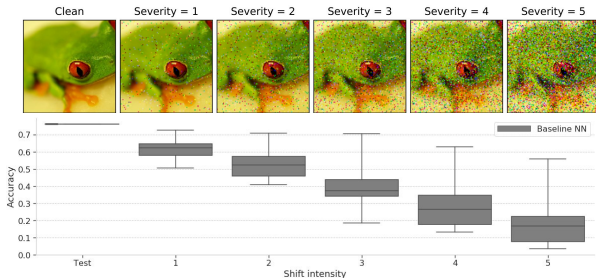 Clean Severity = 1 Severity = 2 Severity = 3 Severity = 4 Severity = 5
0.7
0.6
0.5
0.4
0.3
0.2
0.1
0.0
Accuracy
Baseline NN
Test 1 2 3 4 5
Shift intensity